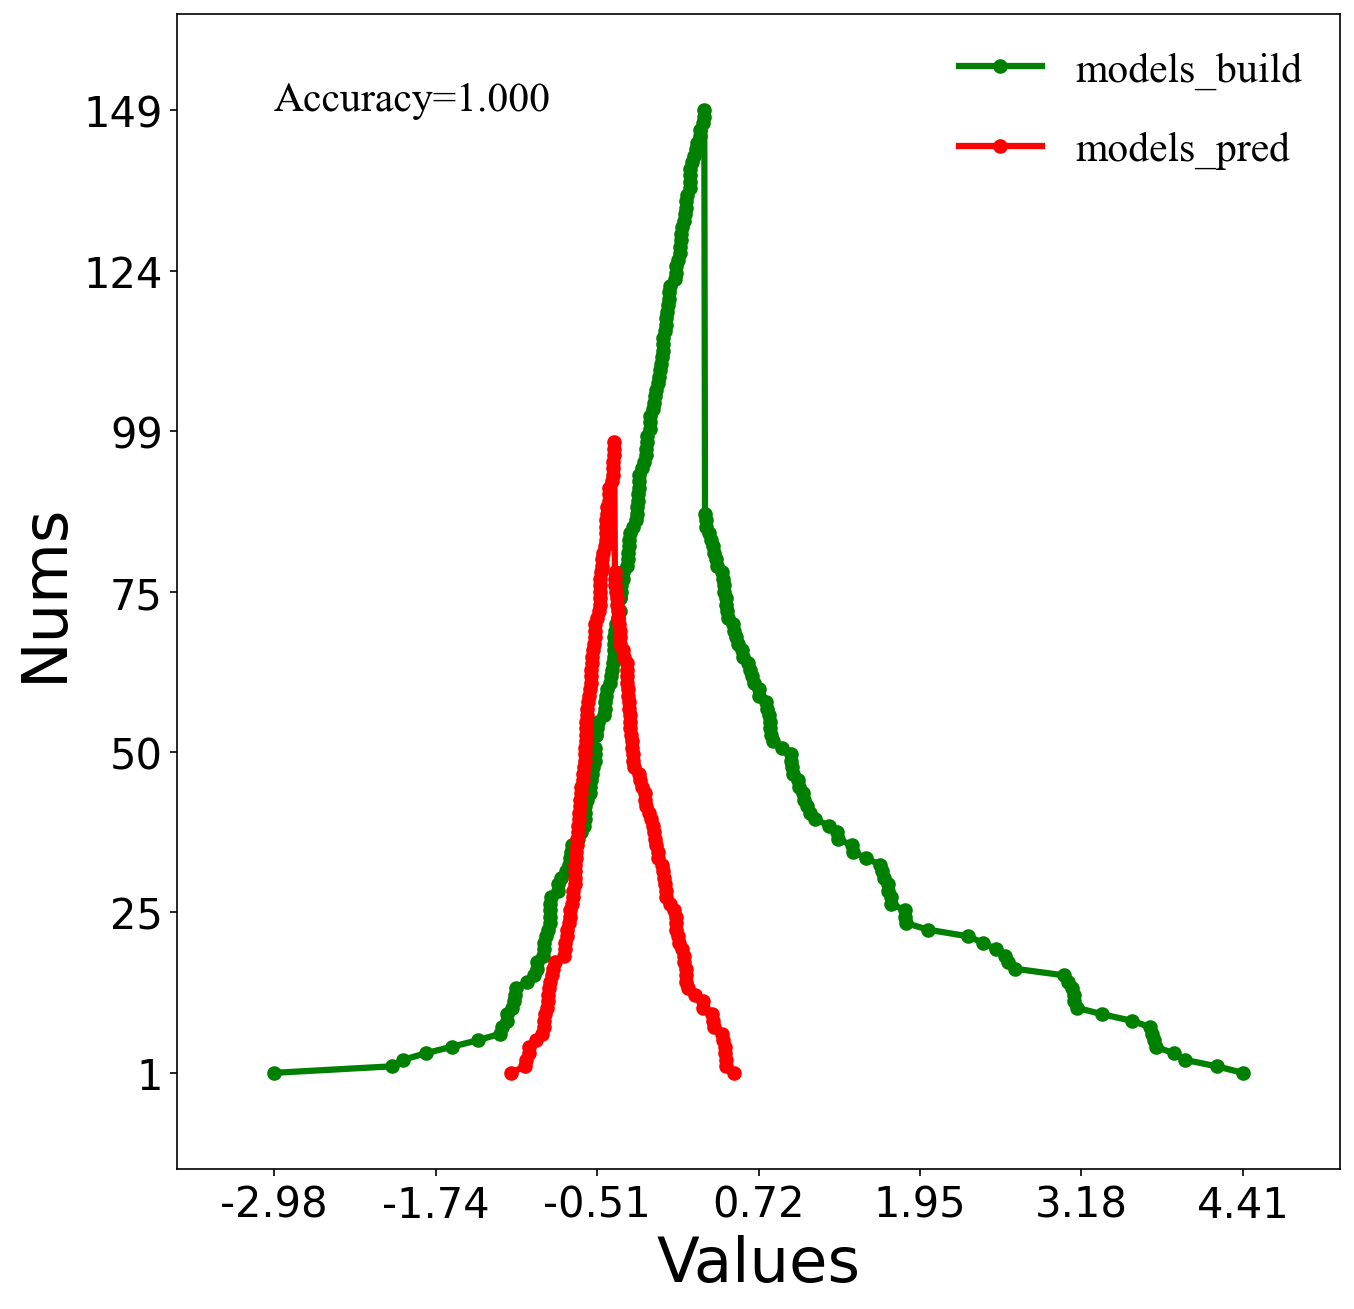 Accuracy=1.000
models_build
models_pred
149
124
99
75
50
25
1
Nums
-2.98 -1.74 -0.51 0.72 1.95 3.18 4.41
Values